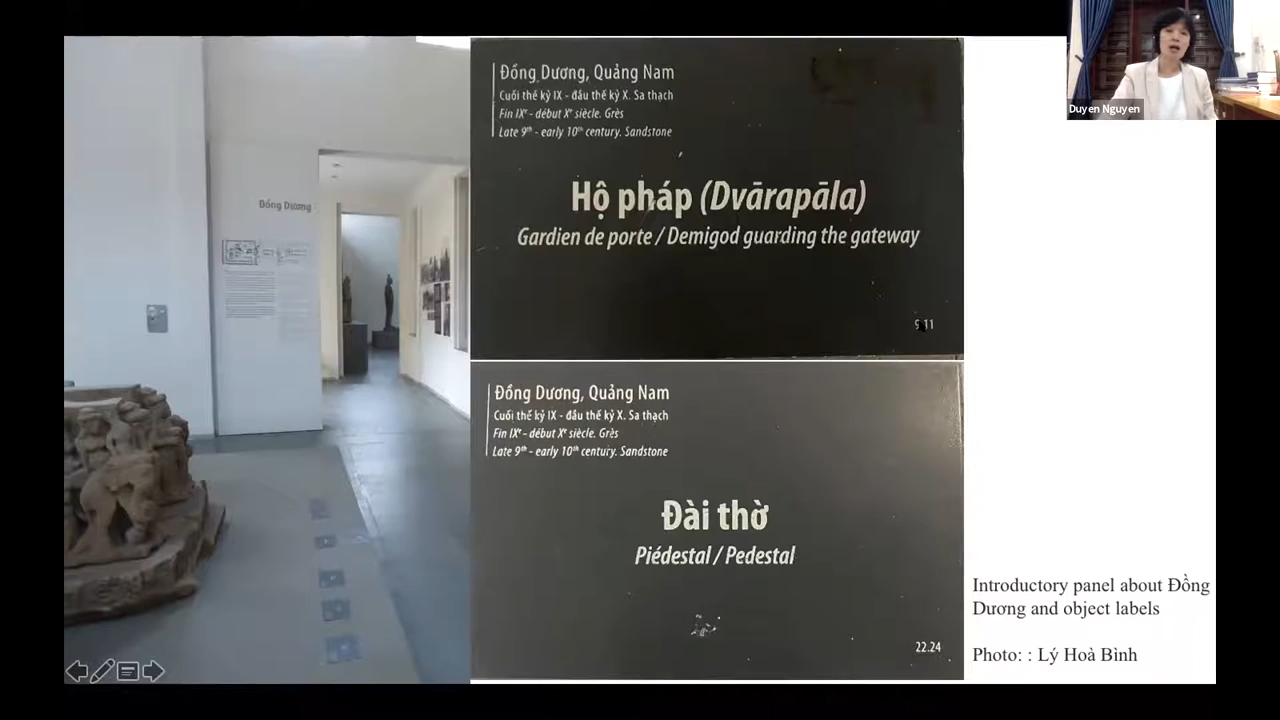 Đồng Dương
Đồng Dương, Quảng Nam
Cuối thế kỷ IX - đầu thế kỷ X. Sa thạch
Fin IXᵉ - début Xᵉ siècle. Grès
Late 9ᵗʰ - early 10ᵗʰ century. Sandstone
Hộ pháp (Dvārapāla)
Gardien de porte / Demigod guarding the gateway
Đồng Dương, Quảng Nam
Cuối thế kỷ IX - đầu thế kỷ X. Sa thạch
Fin IXᵉ - début Xᵉ siècle. Grès
Late 9ᵗʰ - early 10ᵗʰ century. Sandstone
Đài thờ
Piédestal / Pedestal
22.24
Introductory panel about Đồng
Dương and object labels
Photo: : Lý Hoà Bình
Duyen Nguyen